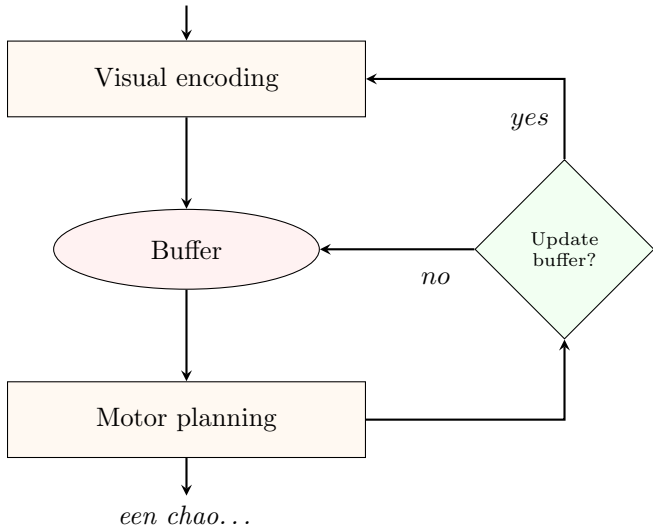 Visual encoding
yes
Update
buffer?
Buffer
no
Motor planning
een chao...